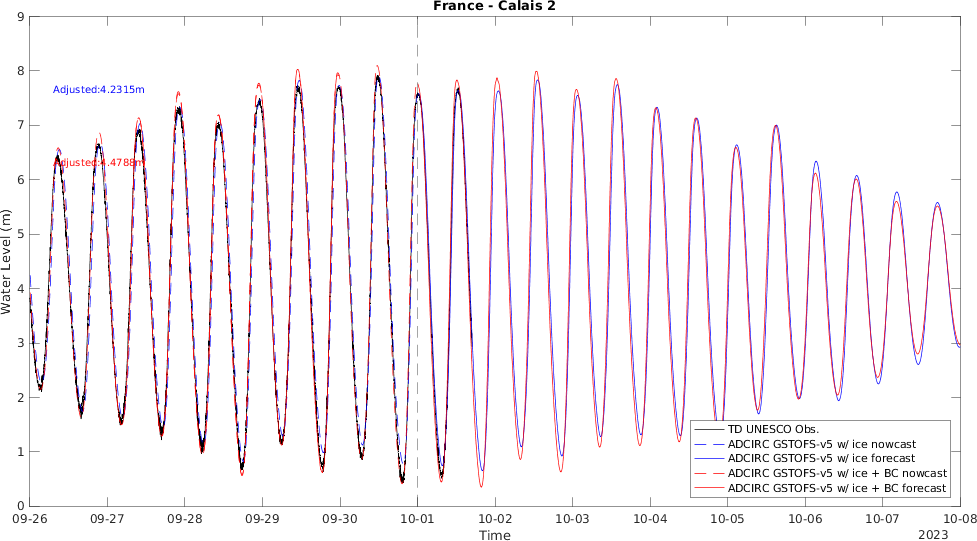 France - Calais 2
9
8
7
6
5
4
3
2
1
0
Water Level (m)
Adjusted:4.2315m
Adjusted:4.4788m
TD UNESCO Obs.
ADCIRC GSTOFS-v5 w/ ice nowcast
ADCIRC GSTOFS-v5 w/ ice forecast
ADCIRC GSTOFS-v5 w/ ice + BC nowcast
ADCIRC GSTOFS-v5 w/ ice + BC forecast
09-26 09-27 09-28 09-29 09-30 10-01 10-02 10-03 10-04 10-05 10-06 10-07 10-08
Time
2023